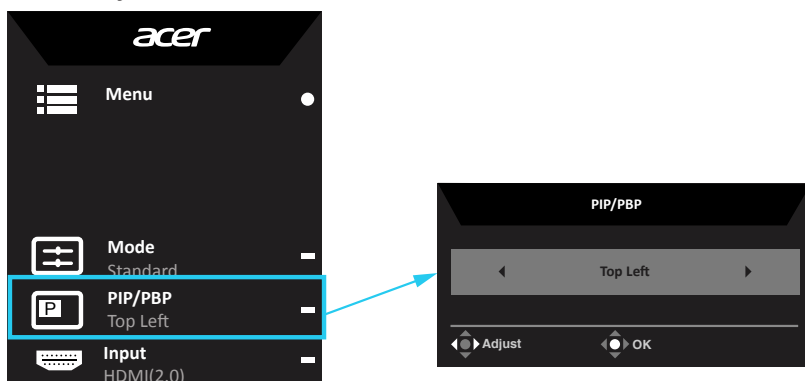 acer
Menu
Mode
Standard
PIP/PBP
Top Left
Input
HDMI(2.0)
PIP/PBP
Top Left
Adjust
OK